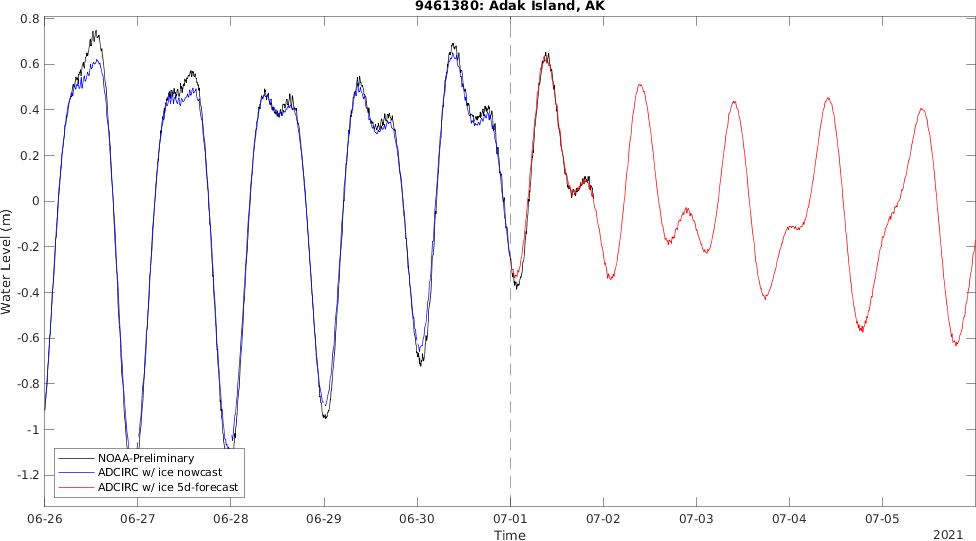 9461380: Adak Island, AK
0.8
0.6
0.4
0.2
0
-0.2
-0.4
-0.6
-0.8
-1
-1.2
Water Level (m)
NOAA-Preliminary
ADCIRC w/ ice nowcast
ADCIRC w/ ice 5d-forecast
06-26 06-27 06-28 06-29 06-30 07-01 07-02 07-03 07-04 07-05
Time
2021